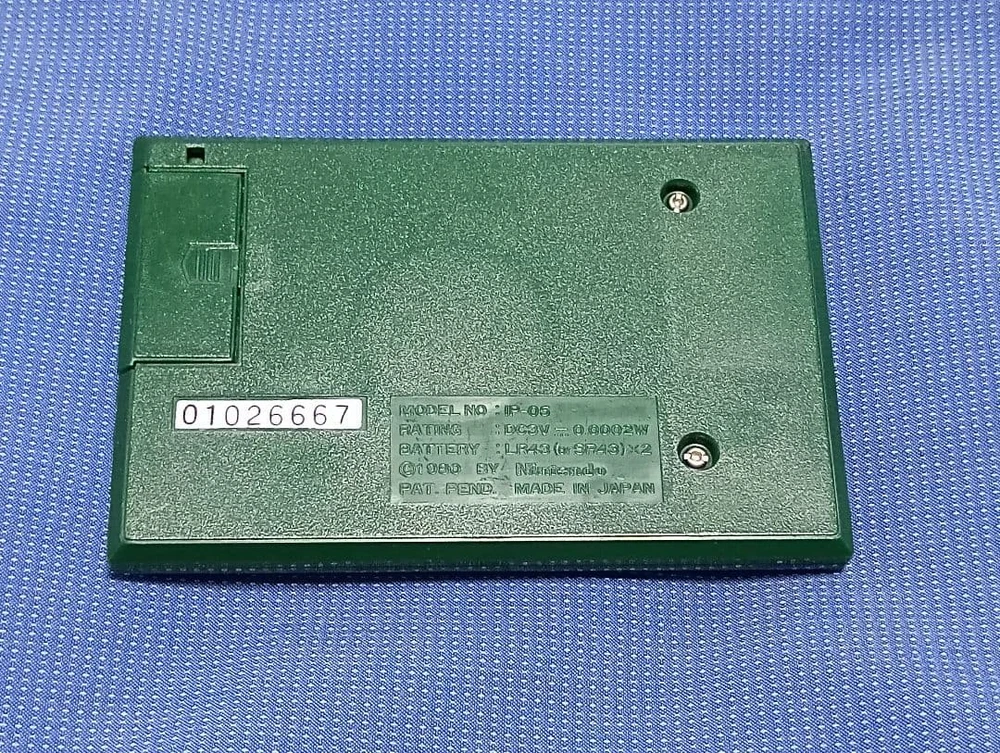 01026667
MODEL NO : IP-05
RATING : DC3V ⎓ 0.0002W
BATTERY : LR43 (or SR43) ×2
©1980 BY Nintendo
PAT. PEND. MADE IN JAPAN